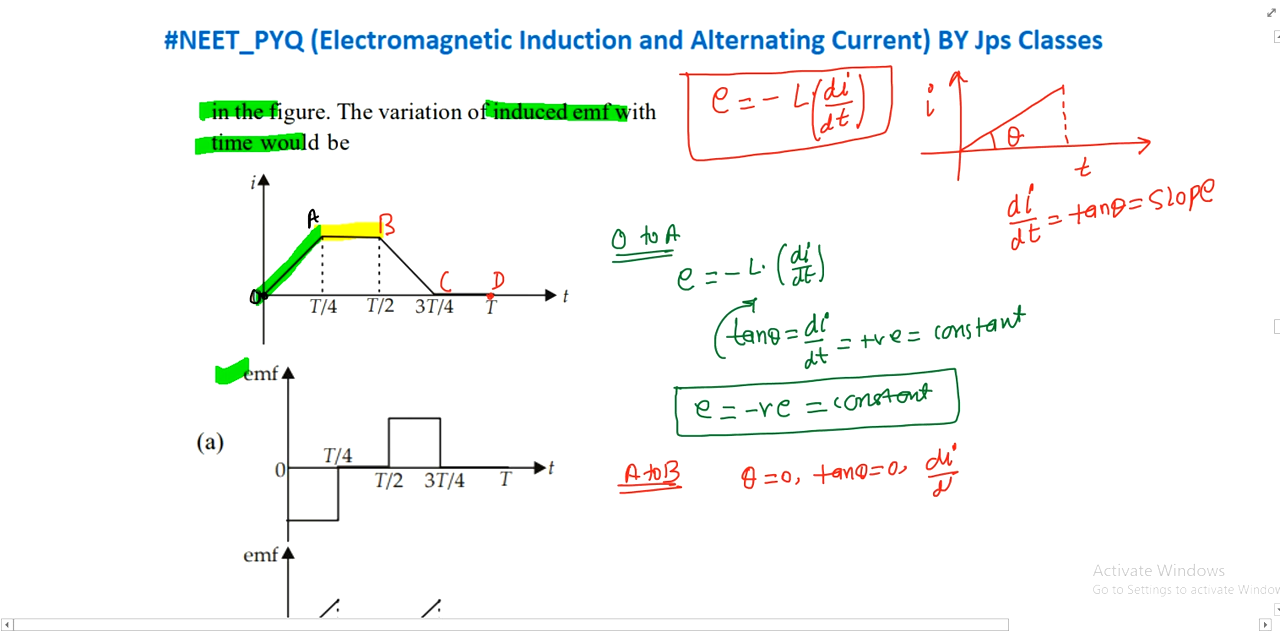 #NEET_PYQ (Electromagnetic Induction and Alternating Current) BY Jps Classes
in the figure. The variation of induced emf with
time would be
e = - L(di/dt)
i
θ
t
di/dt = tanθ = Slope
i
A
B
C
D
O
T/4 T/2 3T/4 T
t
O to A
e = - L. (di/dt)
tanθ = di/dt = +ve = constant
e = -ve = constant
A to B θ = 0, tanθ = 0, di
emf
(a)
T/4
0
T/2 3T/4 T
t
emf
Activate Windows
Go to Settings to activate Window